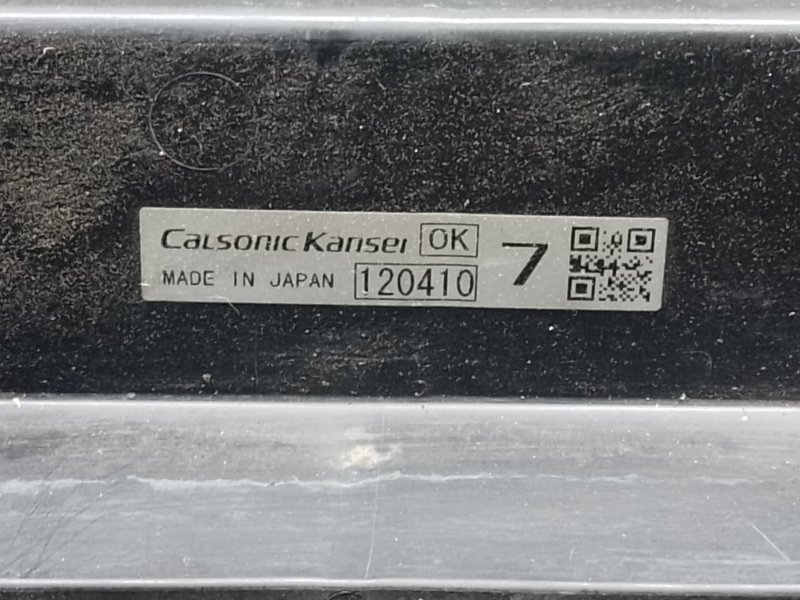 Calsonic Kansei OK 7
MADE IN JAPAN 120410